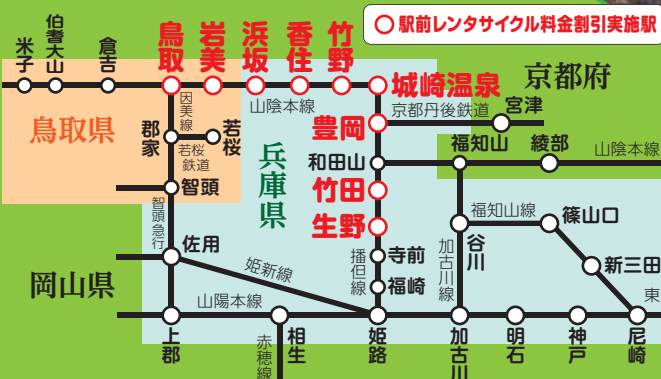 駅前レンタサイクル料金割引実施駅
米子
伯耆大山
倉吉
鳥取
岩美
浜坂
香住
竹野
城崎温泉
京都府
山陰本線
京都丹後鉄道
宮津
因美線
鳥取県
郡家
若桜
若桜
鉄道
兵庫県
豊岡
和田山
福知山
綾部
山陰本線
智頭
竹田
智頭急行
生野
福知山線
篠山口
佐用
播但線
寺前
加古川線
谷川
新三田
岡山県
姫新線
福崎
山陽本線
東
上郡
赤穂線
相生
姫路
加古川
明石
神戸
尼崎